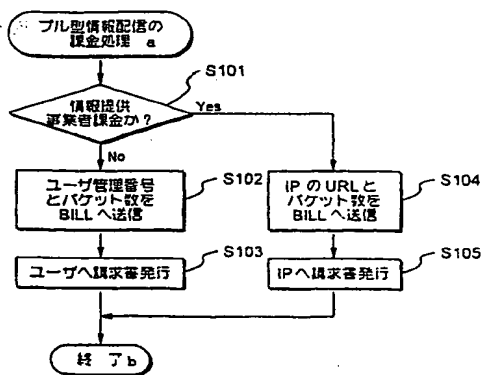 プル型情報配信の
課金処理 a
S101
情報提供
事業者課金か?
Yes
No
ユーザ管理番号
とパケット数を
BILLへ送信
S102
IPのURLと
パケット数を
BILLへ送信
S104
ユーザへ請求書発行
S103
IPへ請求書発行
S105
終了 b